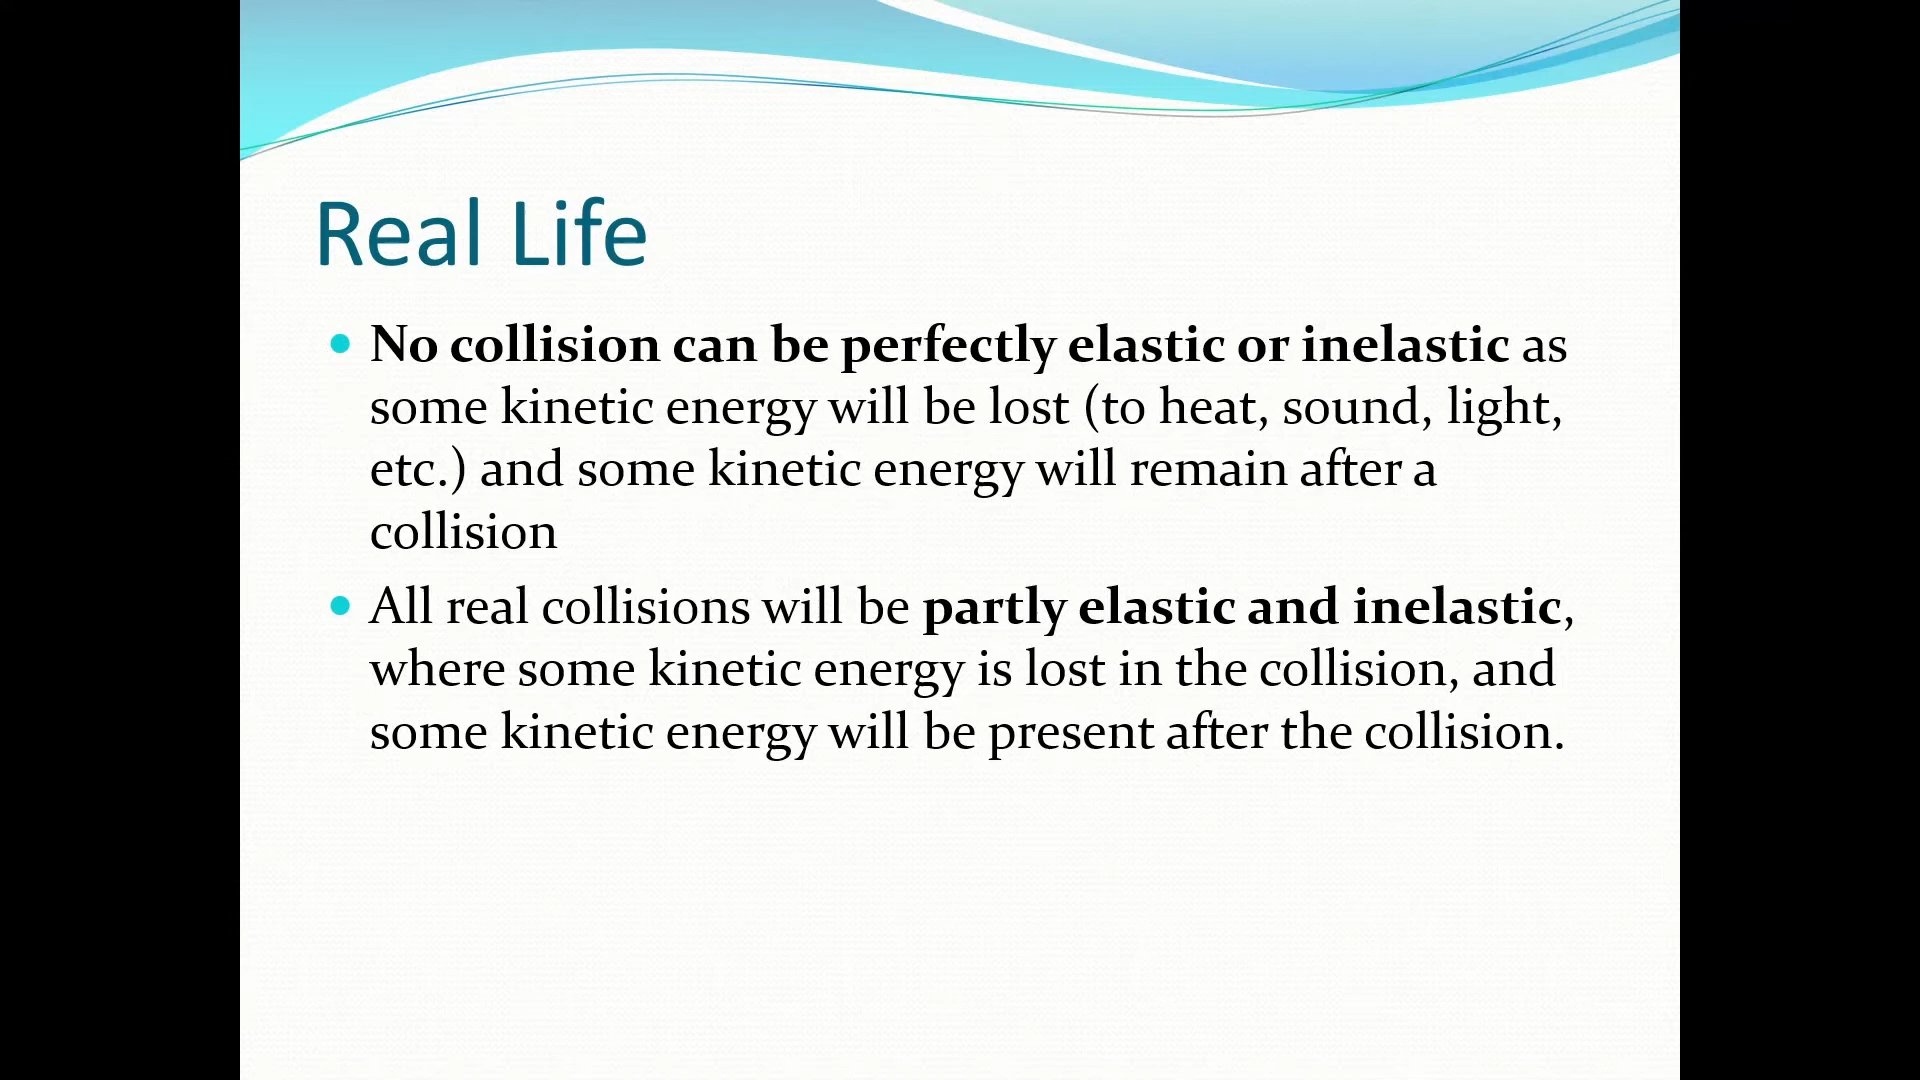 Real Life
No collision can be perfectly elastic or inelastic as
some kinetic energy will be lost (to heat, sound, light,
etc.) and some kinetic energy will remain after a
collision
All real collisions will be partly elastic and inelastic,
where some kinetic energy is lost in the collision, and
some kinetic energy will be present after the collision.